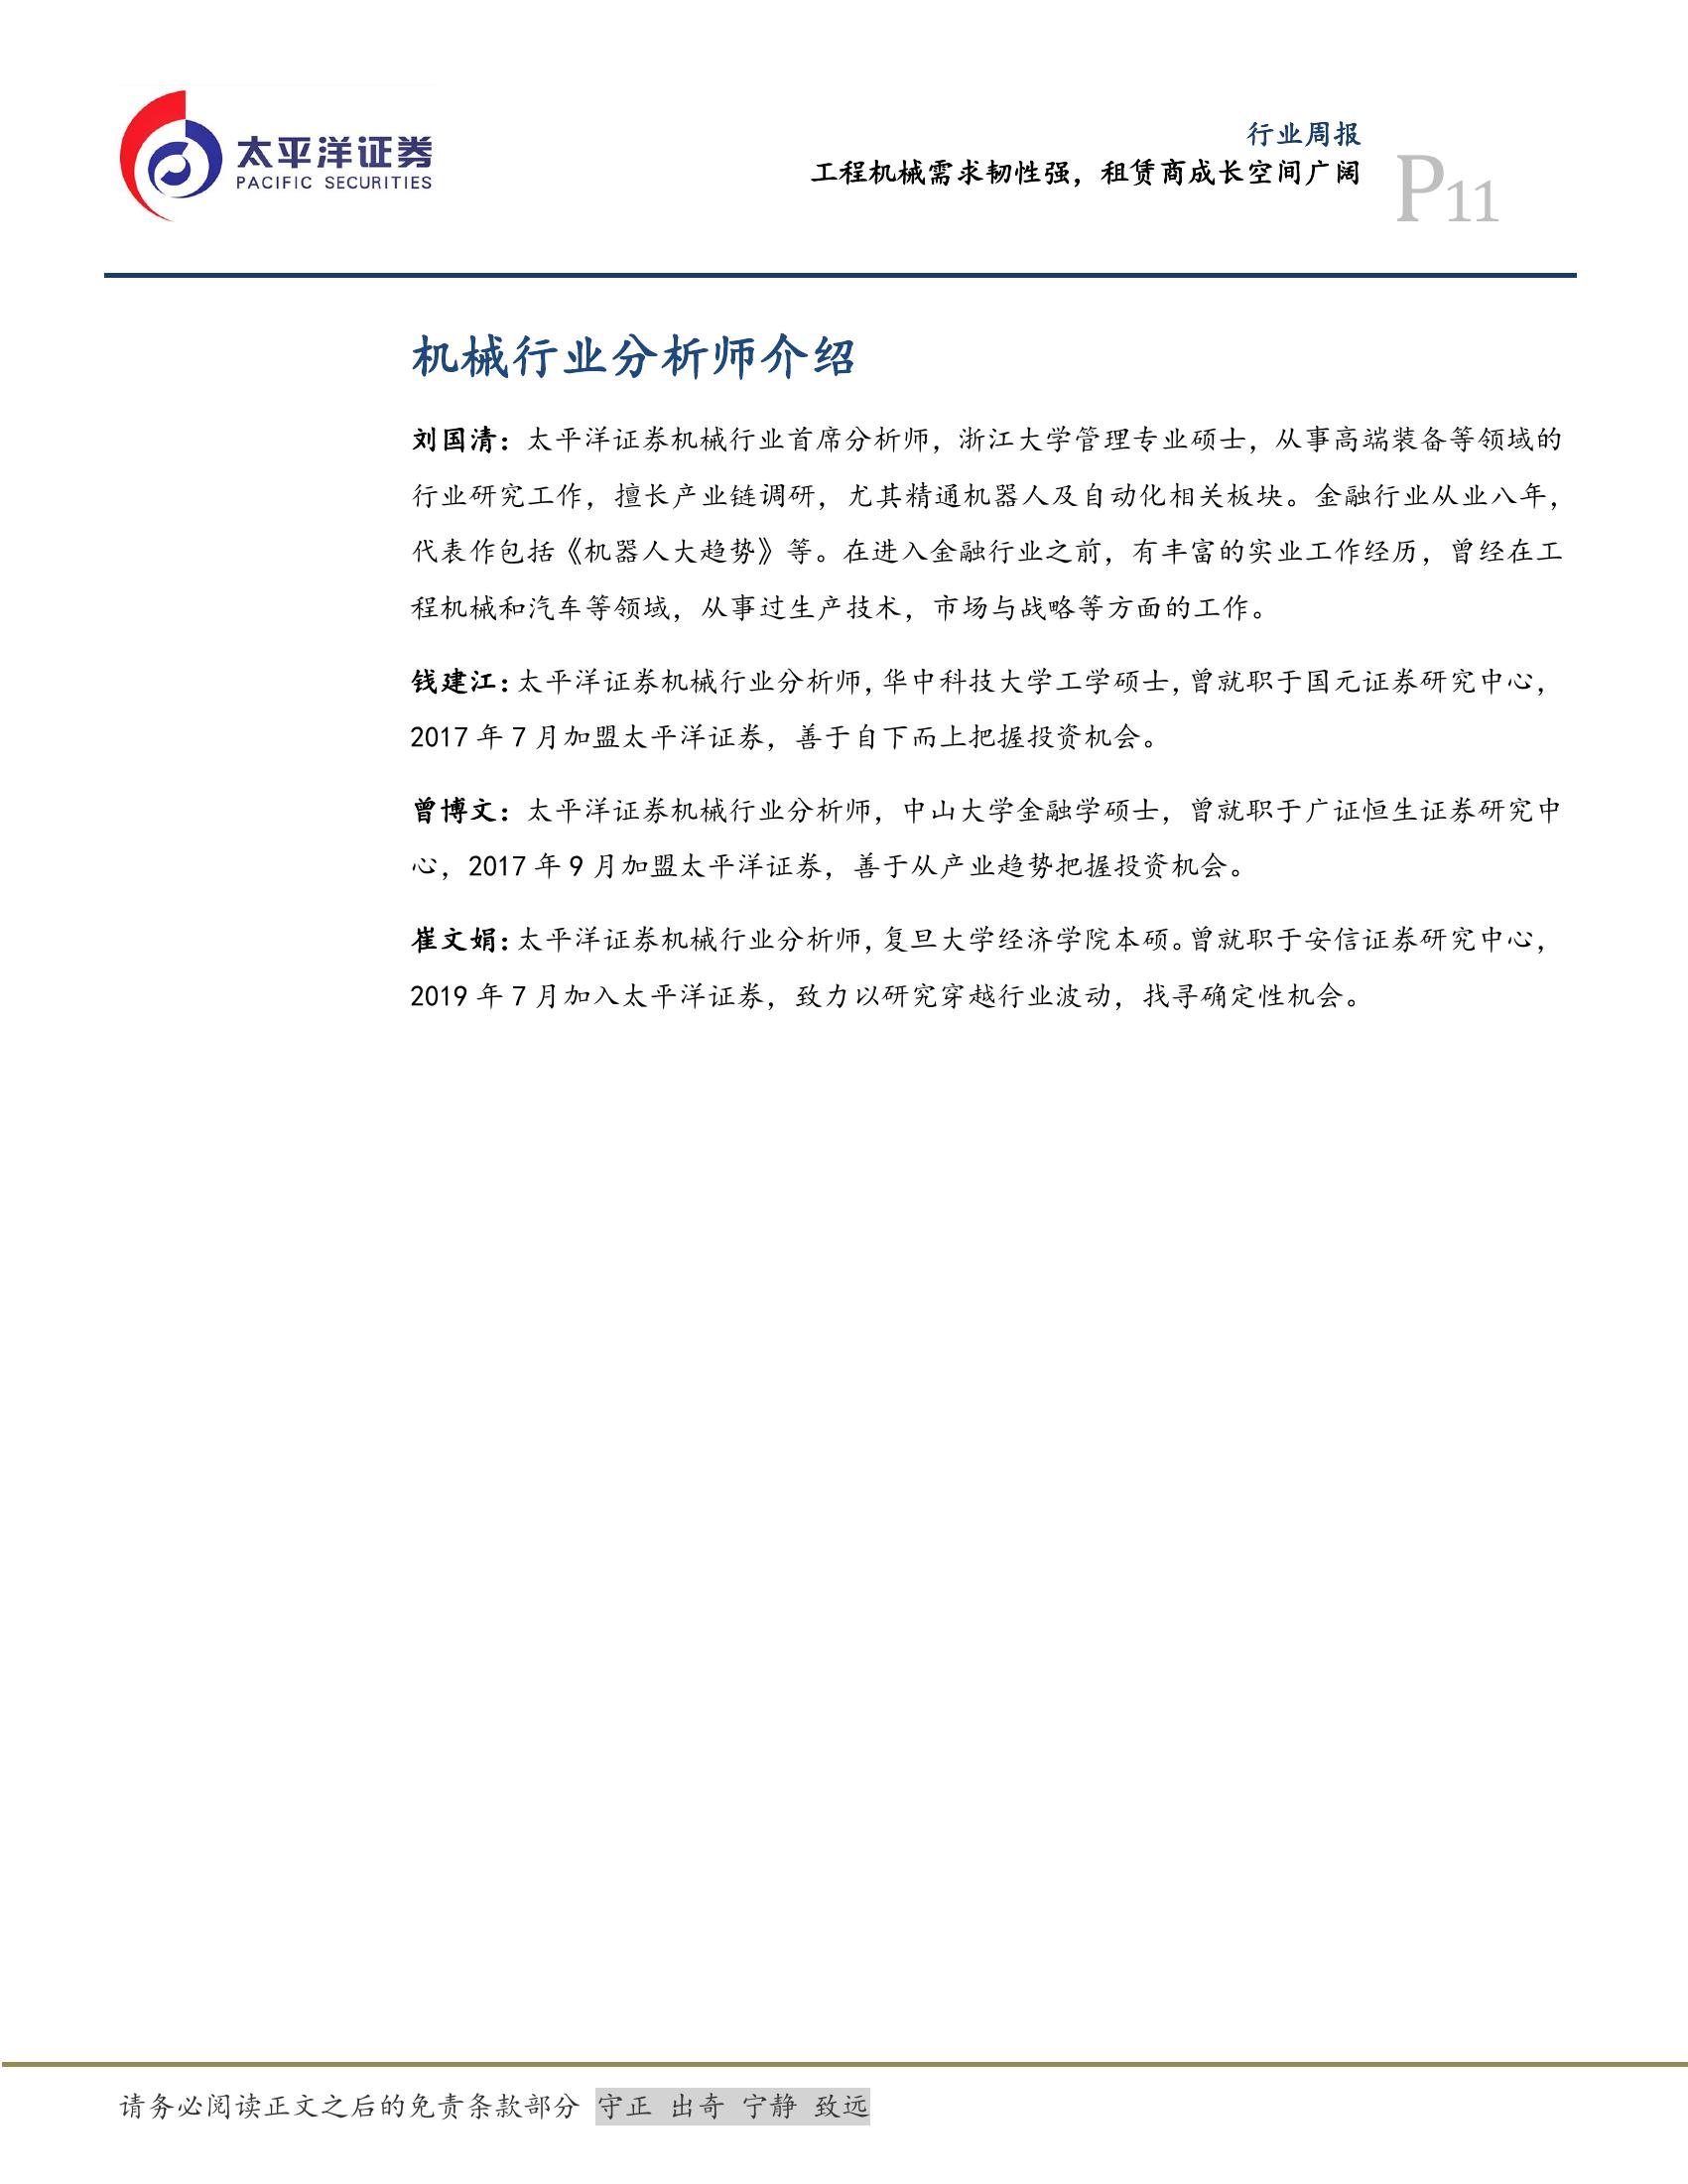 太平洋证券
PACIFIC SECURITIES
行业周报
工程机械需求韧性强，租赁商成长空间广阔
P11
机械行业分析师介绍
刘国清：太平洋证券机械行业首席分析师，浙江大学管理专业硕士，从事高端装备等领域的
行业研究工作，擅长产业链调研，尤其精通机器人及自动化相关板块。金融行业从业八年，
代表作包括《机器人大趋势》等。在进入金融行业之前，有丰富的实业工作经历，曾经在工
程机械和汽车等领域，从事过生产技术，市场与战略等方面的工作。
钱建江：太平洋证券机械行业分析师，华中科技大学工学硕士，曾就职于国元证券研究中心，
2017 年 7 月加盟太平洋证券，善于自下而上把握投资机会。
曾博文：太平洋证券机械行业分析师，中山大学金融学硕士，曾就职于广证恒生证券研究中
心，2017 年 9 月加盟太平洋证券，善于从产业趋势把握投资机会。
崔文娟：太平洋证券机械行业分析师，复旦大学经济学院本硕。曾就职于安信证券研究中心，
2019 年 7 月加入太平洋证券，致力以研究穿越行业波动，找寻确定性机会。
请务必阅读正文之后的免责条款部分 守正 出奇 宁静 致远